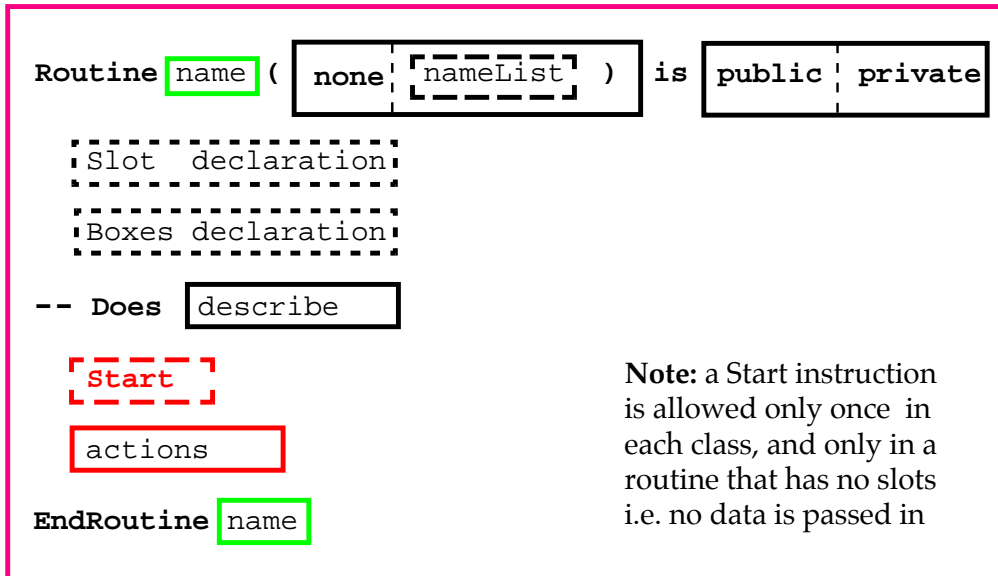 Routine name ( none nameList ) is public private
Slot declaration
Boxes declaration
-- Does describe
Start
actions
EndRoutine name
Note: a Start instruction
is allowed only once in
each class, and only in a
routine that has no slots
i.e. no data is passed in